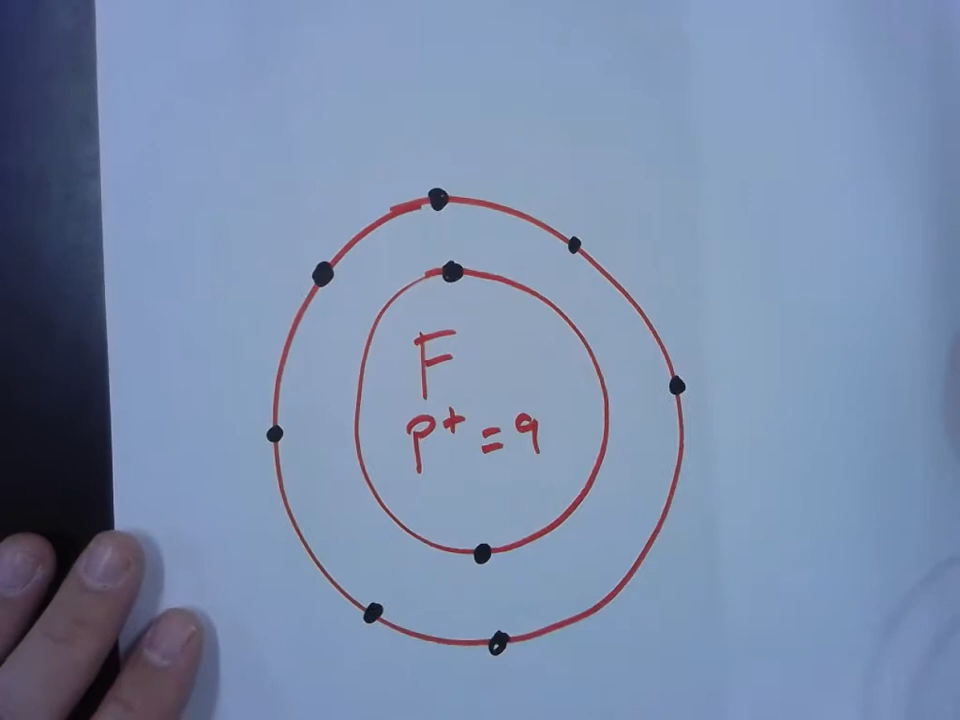 F
p+ = 9